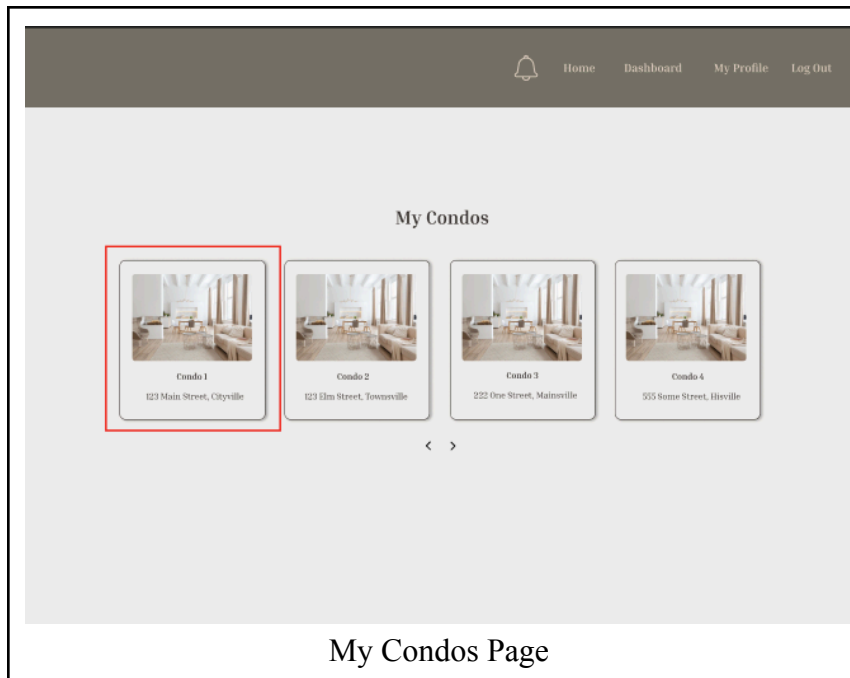 Home Dashboard My Profile Log Out
My Condos
Condo 1 Condo 2 Condo 3 Condo 4
123 Main Street, Cityville 123 Elm Street, Townsville 222 One Street, Mainsville 555 Some Street, Hisville
< >
My Condos Page